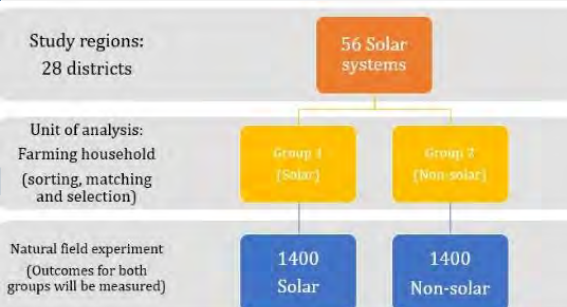 Study regions:
28 districts
56 Solar
systems
Unit of analysis:
Farming household
(sorting, matching
and selection)
Group 1
(Solar)
Group 2
(Non-solar)
Natural field experiment
(Outcomes for both
groups will be measured)
1400
Solar
1400
Non-solar